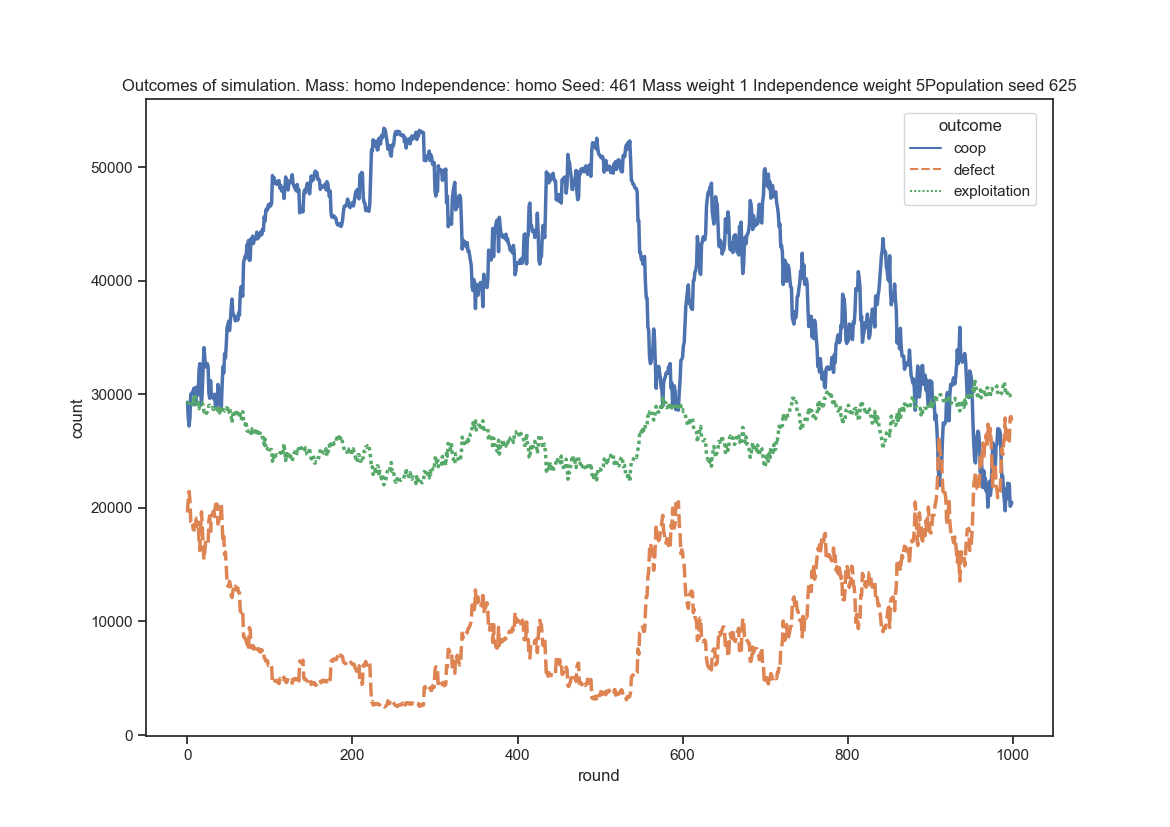 Outcomes of simulation. Mass: homo Independence: homo Seed: 461 Mass weight 1 Independence weight 5Population seed 625
outcome
coop
defect
exploitation
50000
40000
30000
20000
10000
0
count
0 200 400 600 800 1000
round